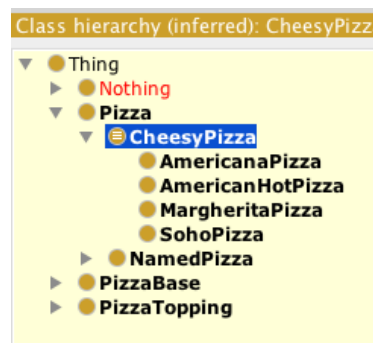 Class hierarchy (inferred): CheesyPizz
Thing
Nothing
Pizza
CheesyPizza
AmericanaPizza
AmericanHotPizza
MargheritaPizza
SohoPizza
NamedPizza
PizzaBase
PizzaTopping